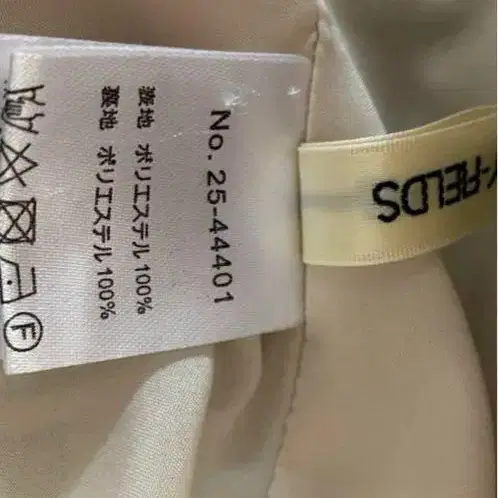 No. 25-44401
表地 ポリエステル100%
裏地 ポリエステル100%
F
-FIELDS